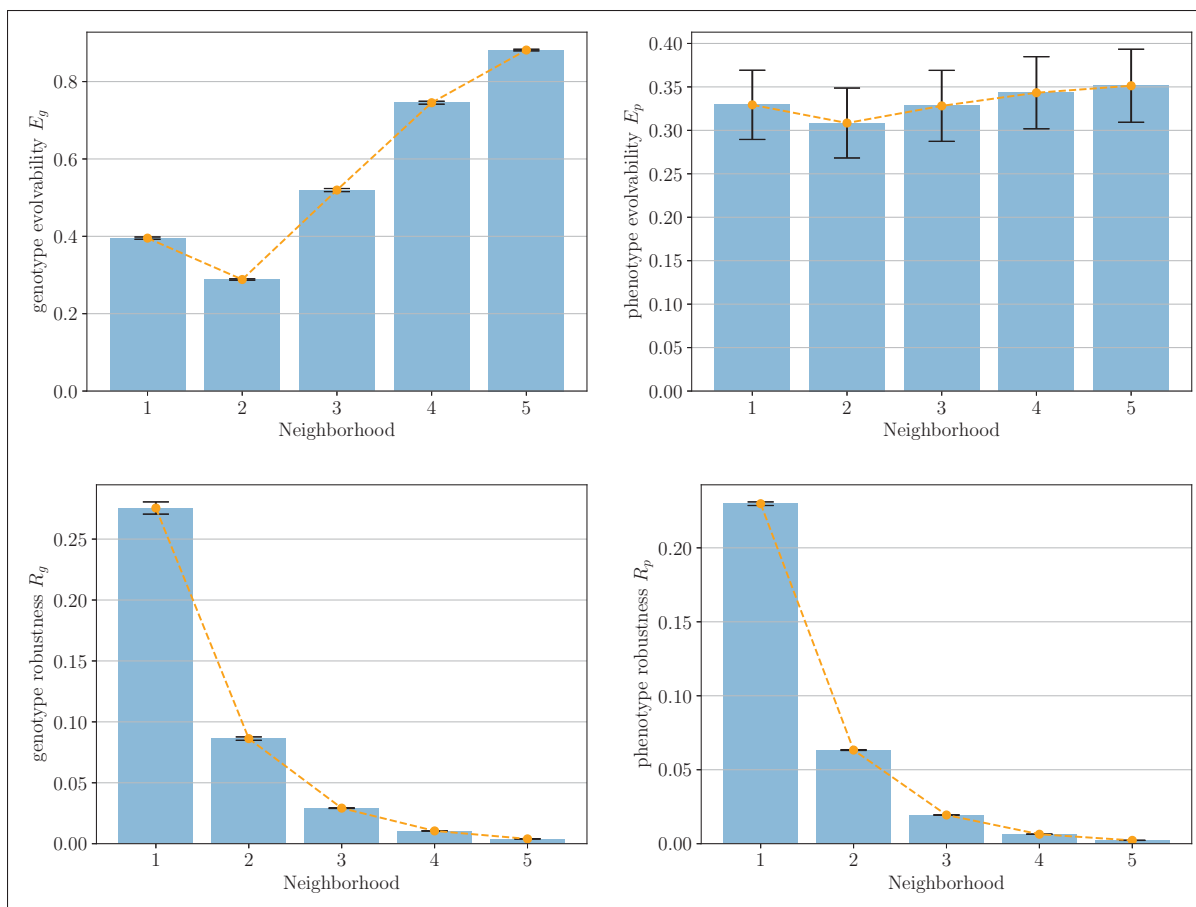 genotype evolvability E_g
0.8
0.6
0.4
0.2
0.0
1 2 3 4 5
Neighborhood
phenotype evolvability E_p
0.40
0.35
0.30
0.25
0.20
0.15
0.10
0.05
0.00
1 2 3 4 5
Neighborhood
genotype robustness R_g
0.25
0.20
0.15
0.10
0.05
0.00
1 2 3 4 5
Neighborhood
phenotype robustness R_p
0.20
0.15
0.10
0.05
0.00
1 2 3 4 5
Neighborhood